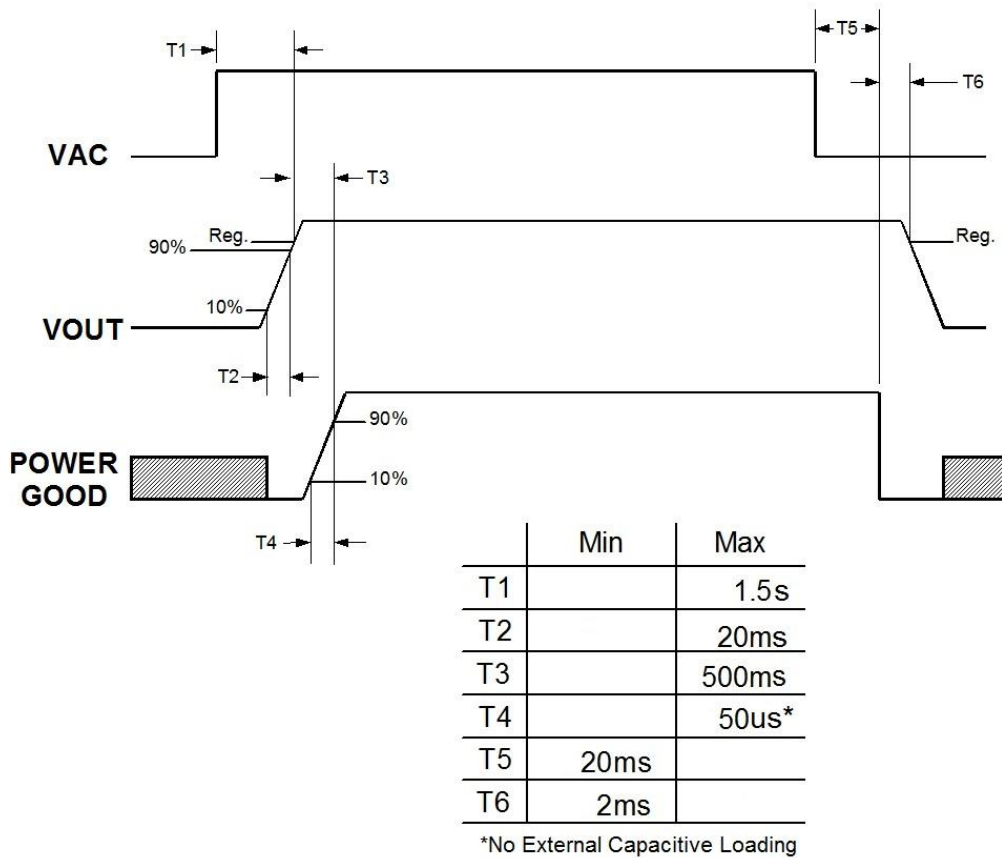 T1
T5
T6
VAC
T3
Reg.
Reg.
90%
10%
VOUT
T2
90%
POWER
GOOD
10%
T4
Min Max
T1 1.5s
T2 20ms
T3 500ms
T4 50us*
T5 20ms
T6 2ms
*No External Capacitive Loading